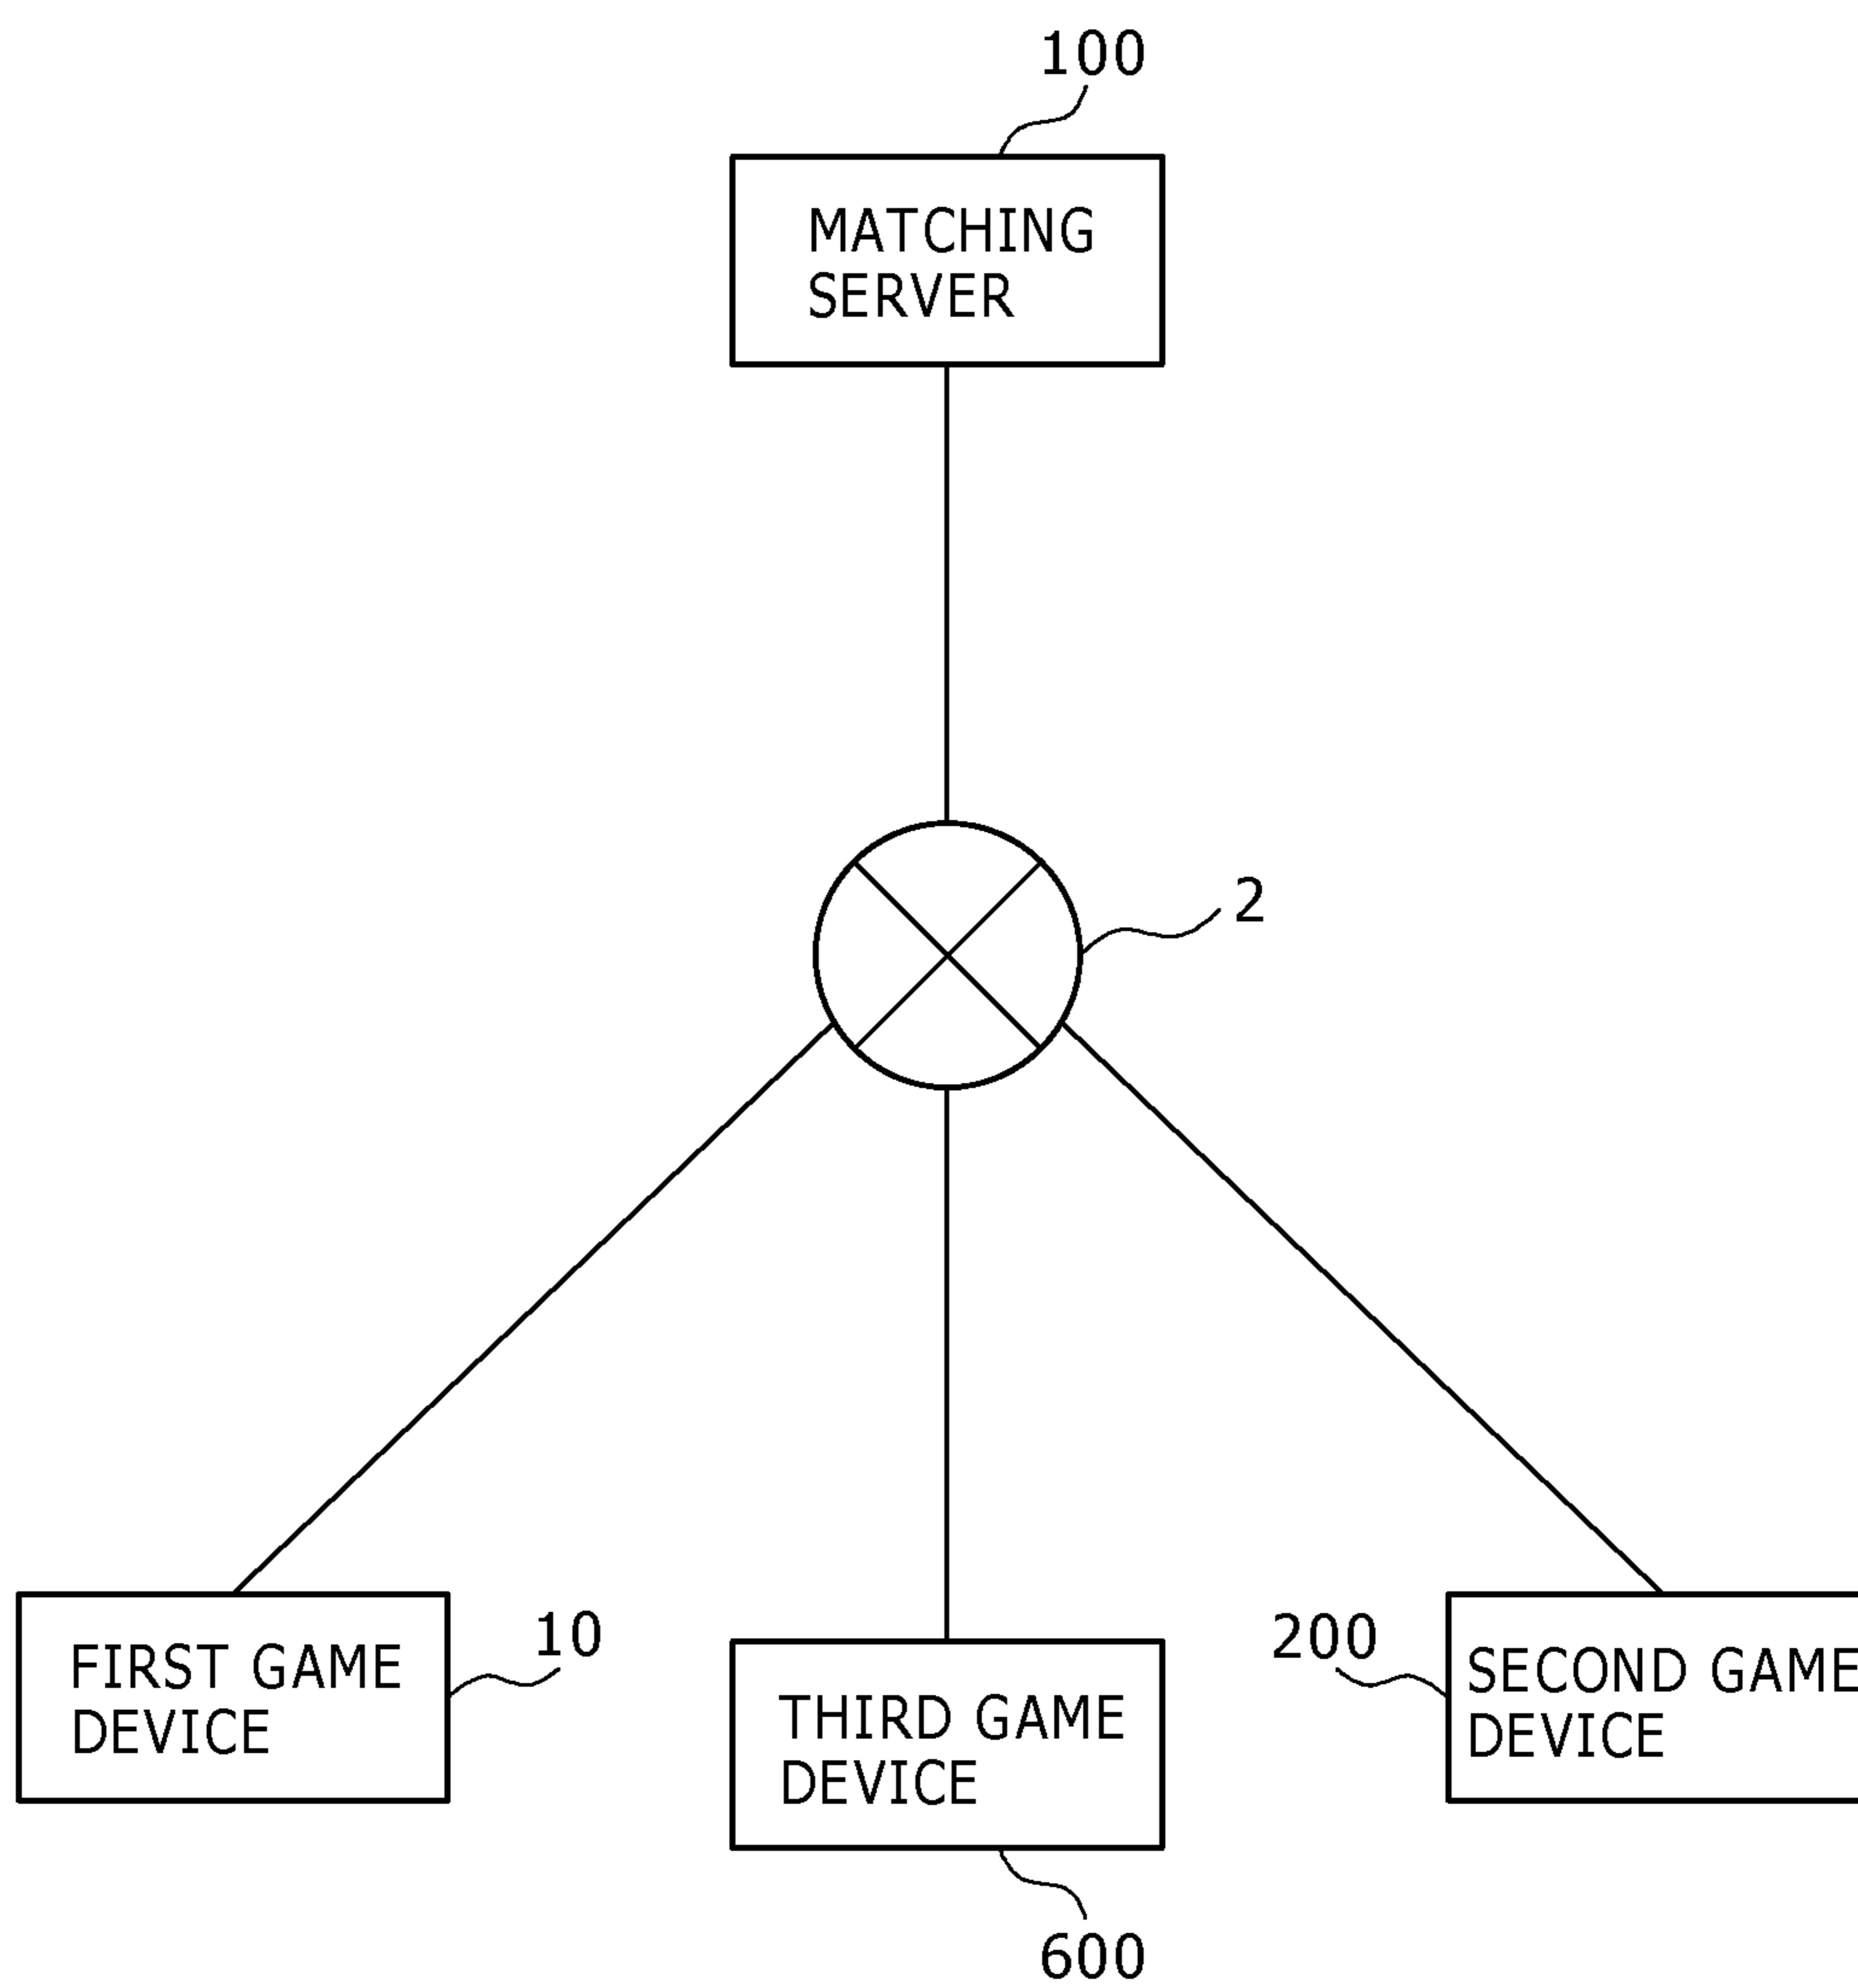 100
MATCHING
SERVER
2
FIRST GAME
DEVICE
10
THIRD GAME
DEVICE
600
200
SECOND GAME
DEVICE